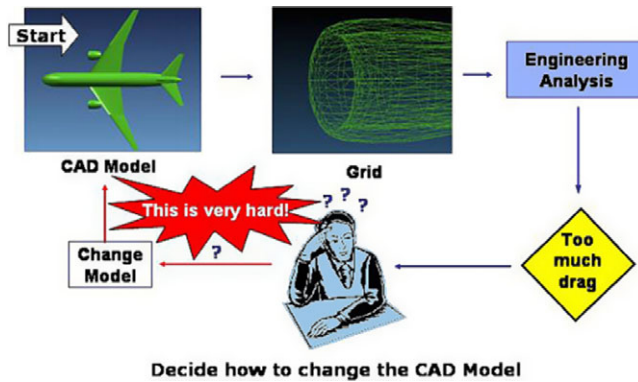 Start
CAD Model
Grid
Engineering
Analysis
Too
much
drag
? ? ?
This is very hard!
?
Change
Model
Decide how to change the CAD Model